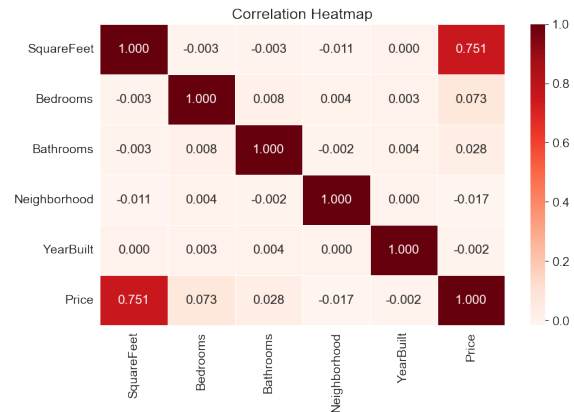 Correlation Heatmap
SquareFeet 1.000 -0.003 -0.003 -0.011 0.000 0.751
Bedrooms -0.003 1.000 0.008 0.004 0.003 0.073
Bathrooms -0.003 0.008 1.000 -0.002 0.004 0.028
Neighborhood -0.011 0.004 -0.002 1.000 0.000 -0.017
YearBuilt 0.000 0.003 0.004 0.000 1.000 -0.002
Price 0.751 0.073 0.028 -0.017 -0.002 1.000
SquareFeet
Bedrooms
Bathrooms
Neighborhood
YearBuilt
Price
1.0
0.8
0.6
0.4
0.2
0.0